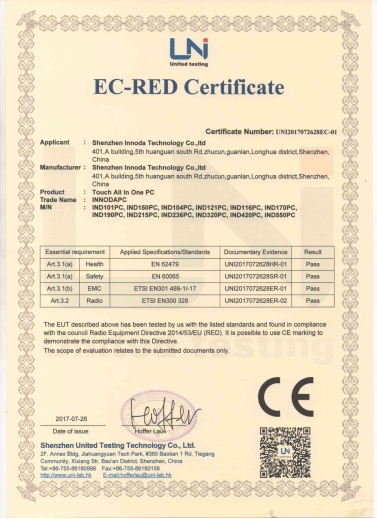 UNi
United testing
EC-RED Certificate
Certificate Number: UNI2017072628EC-01
Applicant : Shenzhen Innoda Technology Co.,ltd
401,A building,5th huanguan south Rd,zhucun,guanlan,Longhua district,Shenzhen,
China
Manufacturer : Shenzhen Innoda Technology Co.,ltd
401,A building,5th huanguan south Rd,zhucun,guanlan,Longhua district,Shenzhen,
China
Product : Touch All In One PC
Trade Name : INNODAPC
M/N : IND101PC, IND150PC, IND104PC, IND121PC, IND116PC, IND170PC,
IND190PC, IND215PC, IND236PC, IND320PC, IND420PC, IND550PC
Essential requirement Applied Specifications/Standards Documentary Evidence Result
Art.3.1(a) Health EN 62479 UNI2017072628HR-01 Pass
Art.3.1(a) Safety EN 60065 UNI2017072628SR-01 Pass
Art.3.1(b) EMC ETSI EN301 489-1/-17 UNI2017072628ER-01 Pass
Art.3.2 Radio ETSI EN300 328 UNI2017072628ER-02 Pass
The EUT described above has been tested by us with the listed standards and found in compliance
with the council Radio Equipment Directive 2014/53/EU (RED). It is possible to use CE marking to
demonstrate the compliance with this Directive.
The scope of evaluation relates to the submitted documents only.
CE
2017-07-26
Date of issue
Hoffer
Hoffer Lau
UNi
Shenzhen United Testing Technology Co., Ltd.
2F, Annex Bldg, Jiahuangyuan Tech Park, #365 Baotian 1 Rd, Tiegang
Community, Xixiang Str, Bao'an District, Shenzhen, China
Tel:+86-755-86180996 Fax:+86-755-86180156
http://www.uni-lab.hk E-mail:hofferlau@uni-lab.hk